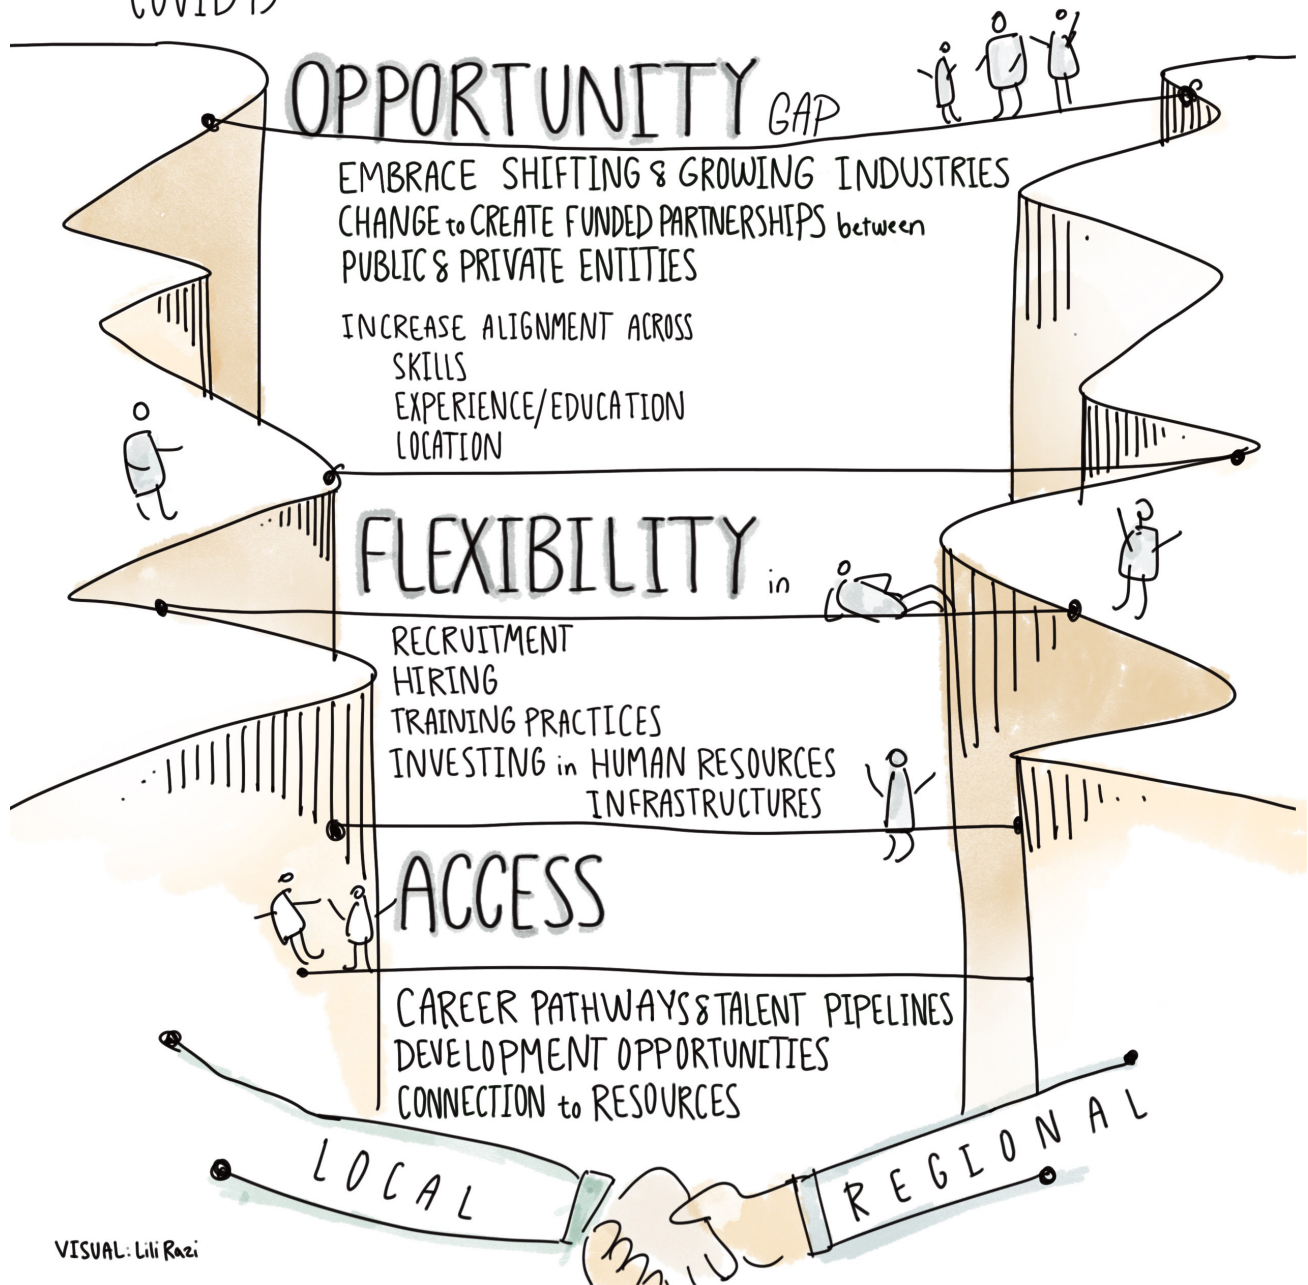 COVID19
OPPORTUNITY GAP
EMBRACE SHIFTING & GROWING INDUSTRIES
CHANGE to CREATE FUNDED PARTNERSHIPS between
PUBLIC & PRIVATE ENTITIES
INCREASE ALIGNMENT ACROSS
SKILLS
EXPERIENCE/EDUCATION
LOCATION
FLEXIBILITY in
RECRUITMENT
HIRING
TRAINING PRACTICES
INVESTING in HUMAN RESOURCES
INFRASTRUCTURES
ACCESS
CAREER PATHWAYS & TALENT PIPELINES
DEVELOPMENT OPPORTUNITIES
CONNECTION to RESOURCES
LOCAL
REGIONAL
VISUAL: Lili Razi